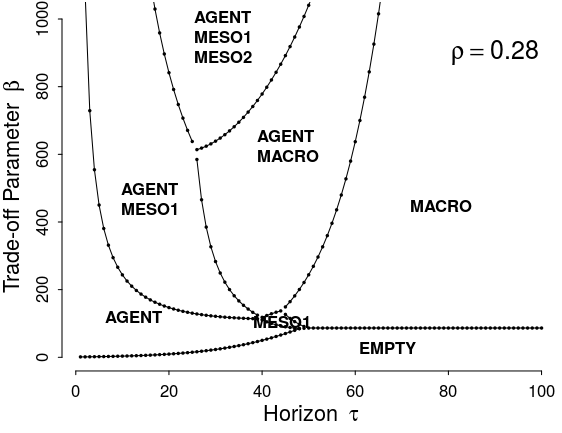 AGENT
MESO1
MESO2
ρ = 0.28
AGENT
MACRO
AGENT
MESO1
MACRO
AGENT
MESO1
EMPTY
Trade-off Parameter β
0
200
400
600
800
1000
0 20 40 60 80 100
Horizon τ